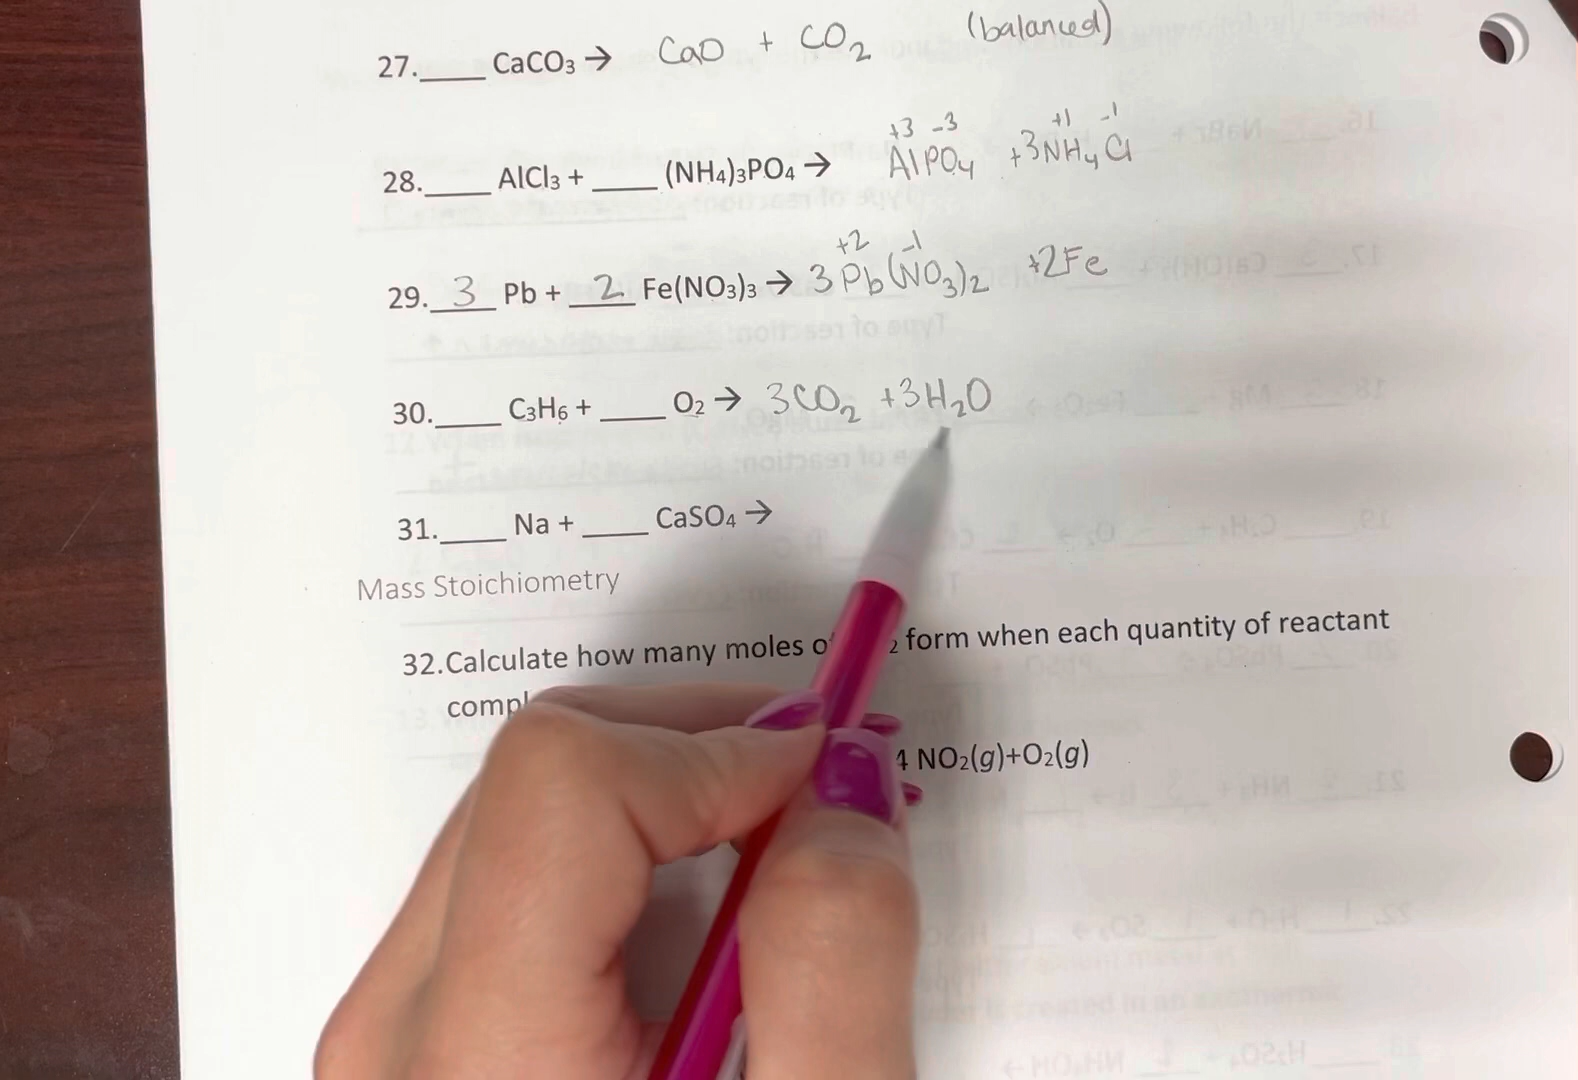 27.____ CaCO₃ → CaO + CO₂ (balanced)
+3 -3 +1 -1
28.____ AlCl₃ + ____ (NH₄)₃PO₄ → AlPO₄ +3NH₄Cl
+2 -1
29. 3 Pb + 2 Fe(NO₃)₃ → 3Pb(NO₃)₂ +2Fe
30.____ C₃H₆ + ____ O₂ → 3CO₂ +3H₂O
31.____ Na + ____ CaSO₄ →
Mass Stoichiometry
32.Calculate how many moles ₂ form when each quantity of reactant
4 NO₂(g)+O₂(g)